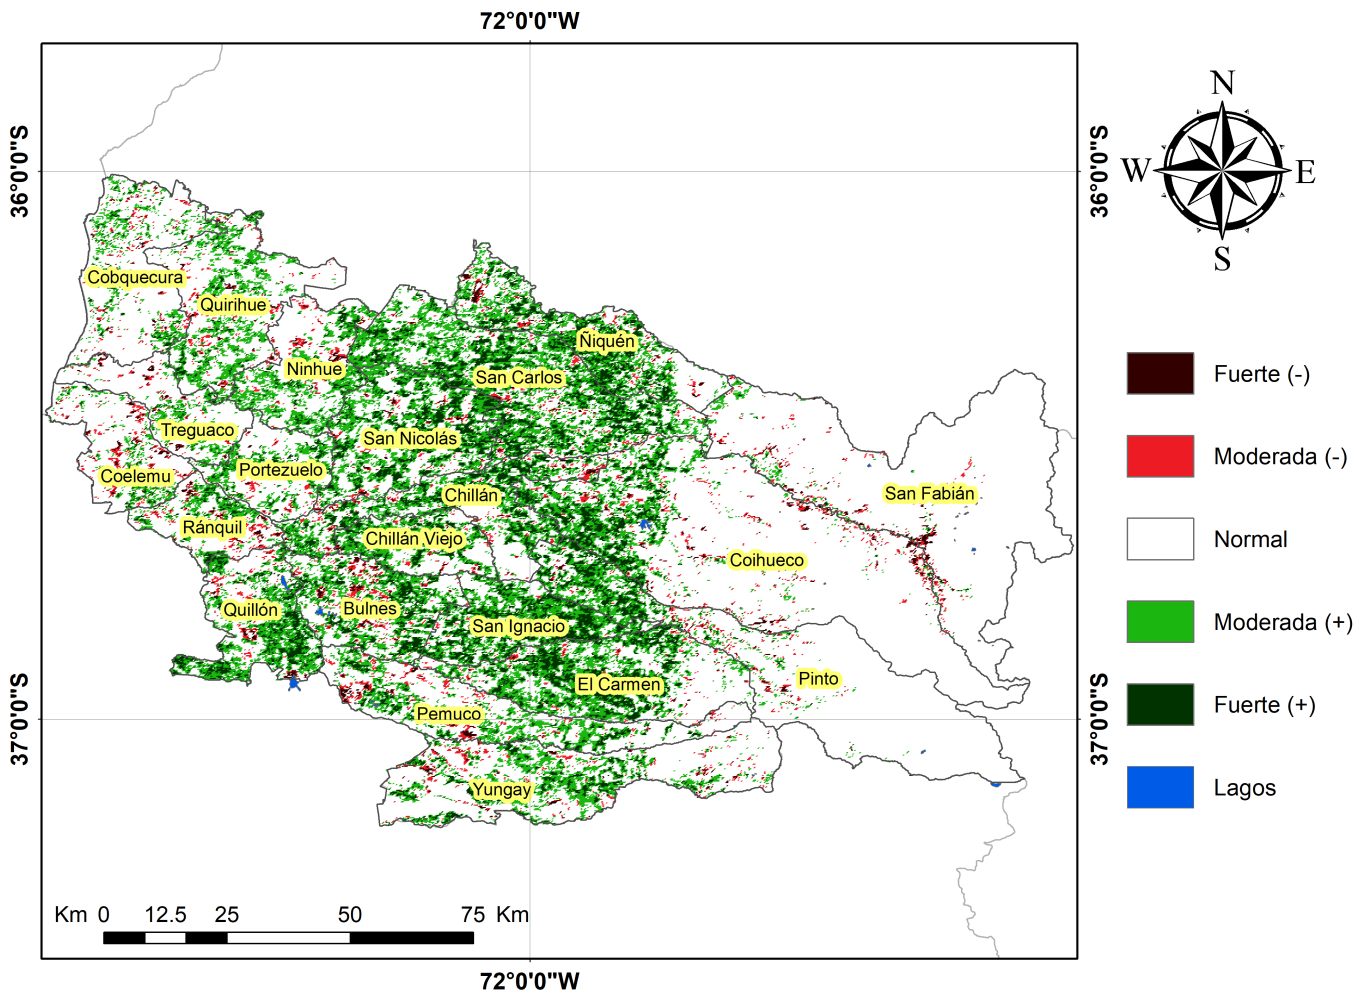 72°0'0"W
N
W
E
S
36°0'0"S
36°0'0"S
Cobquecura
Quirihue
Ñiquén
Ninhue
San Carlos
Treguaco
San Nicolás
Portezuelo
Coelemu
Chillán
San Fabián
Ránquil
Chillán Viejo
Coihueco
Quillón
Bulnes
San Ignacio
El Carmen
Pinto
Pemuco
Yungay
37°0'0"S
37°0'0"S
Fuerte (-)
Moderada (-)
Normal
Moderada (+)
Fuerte (+)
Lagos
Km 0 12.5 25 50 75 Km
72°0'0"W